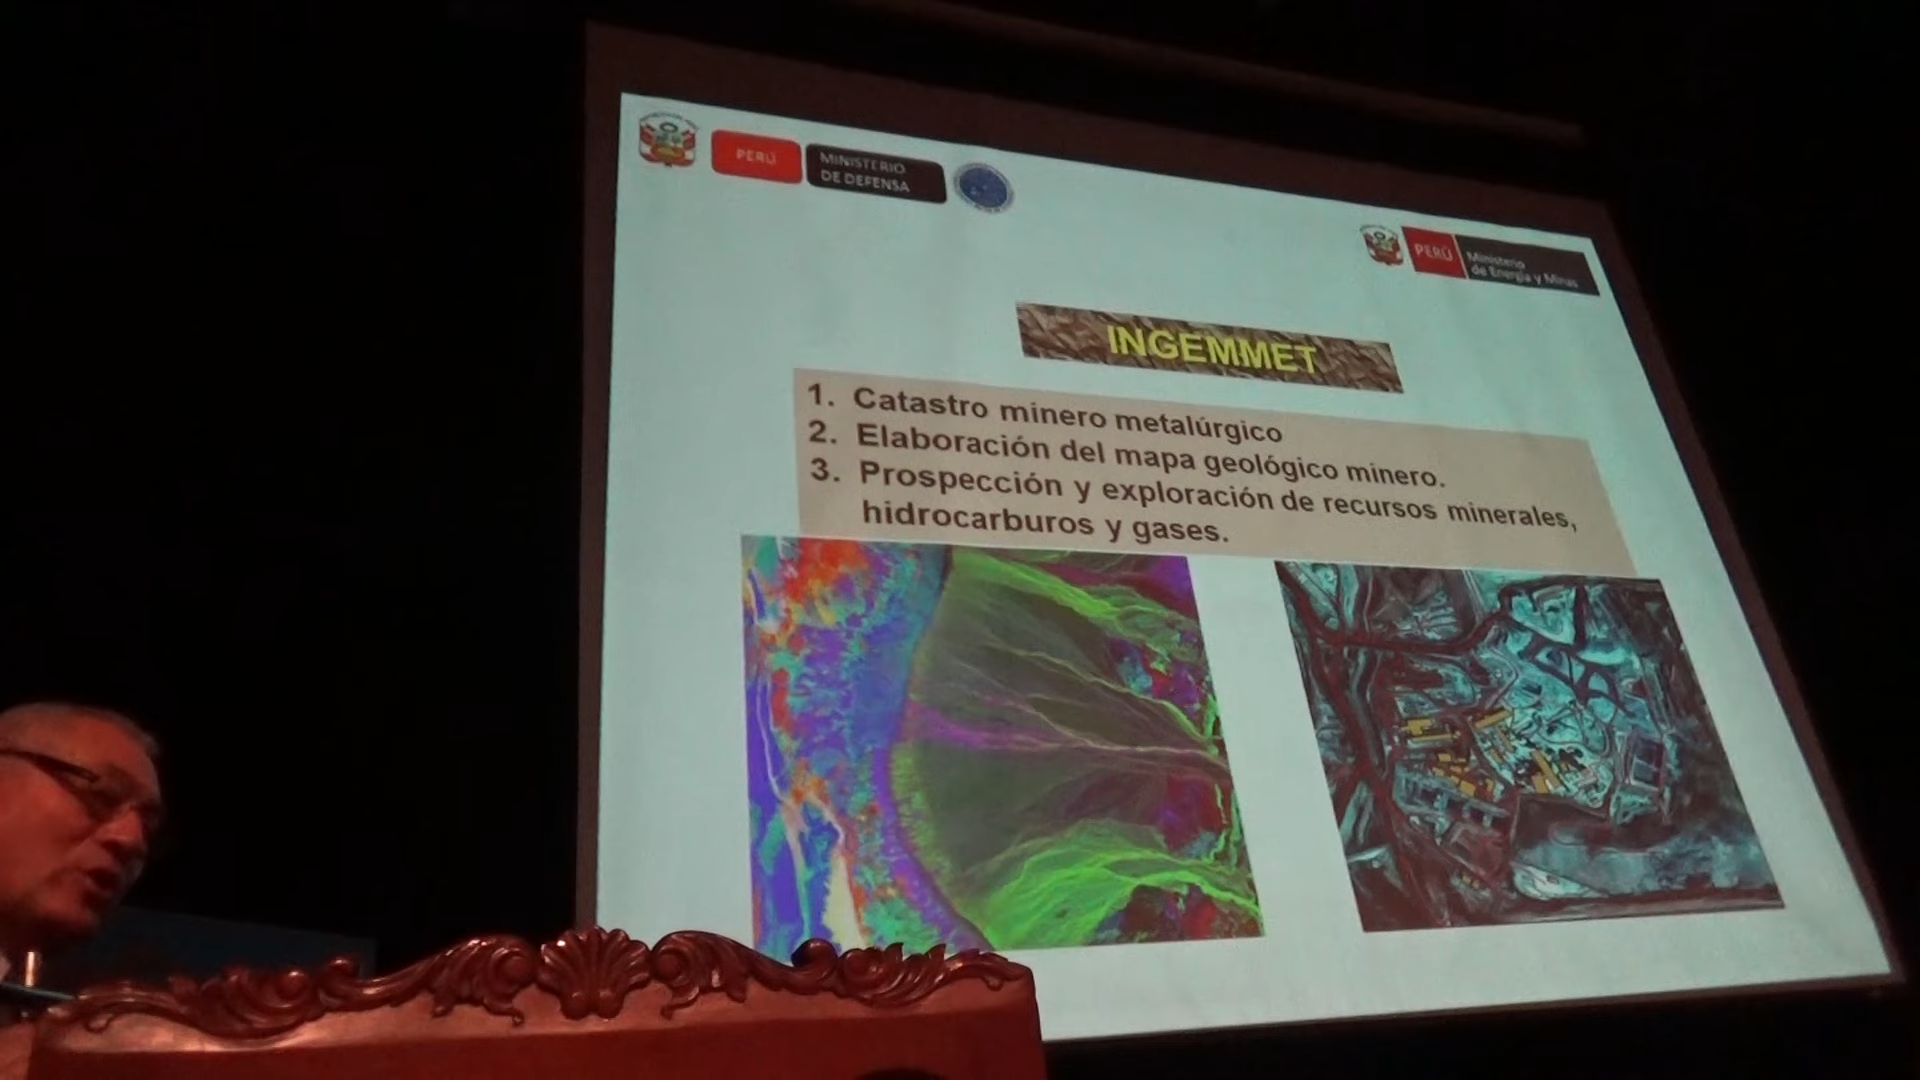 PERÚ
MINISTERIO
DE DEFENSA
PERÚ
Ministerio
de Energía y Minas
INGEMMET
1. Catastro minero metalúrgico
2. Elaboración del mapa geológico minero.
3. Prospección y exploración de recursos minerales,
hidrocarburos y gases.